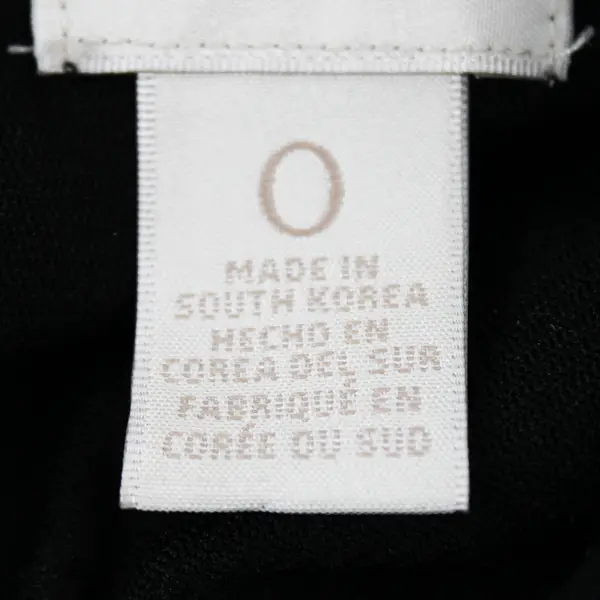 0
MADE IN
SOUTH KOREA
HECHO EN
COREA DEL SUR
FABRIQUÉ EN
CORÉE DU SUD